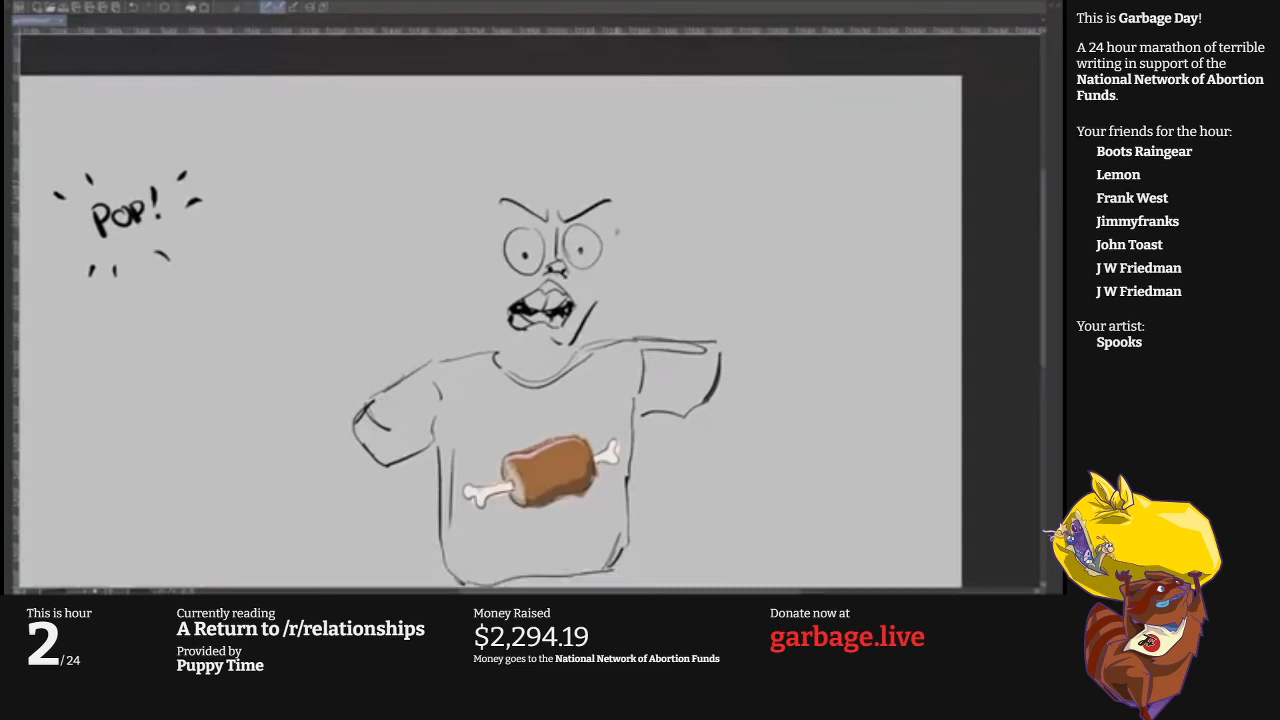 POP!
This is Garbage Day!
A 24 hour marathon of terrible
writing in support of the
National Network of Abortion
Funds.
Your friends for the hour:
Boots Raingear
Lemon
Frank West
Jimmyfranks
John Toast
J W Friedman
J W Friedman
Your artist:
Spooks
This is hour
2/24
Currently reading
A Return to /r/relationships
Provided by
Puppy Time
Money Raised
$2,294.19
Money goes to the National Network of Abortion Funds
Donate now at
garbage.live